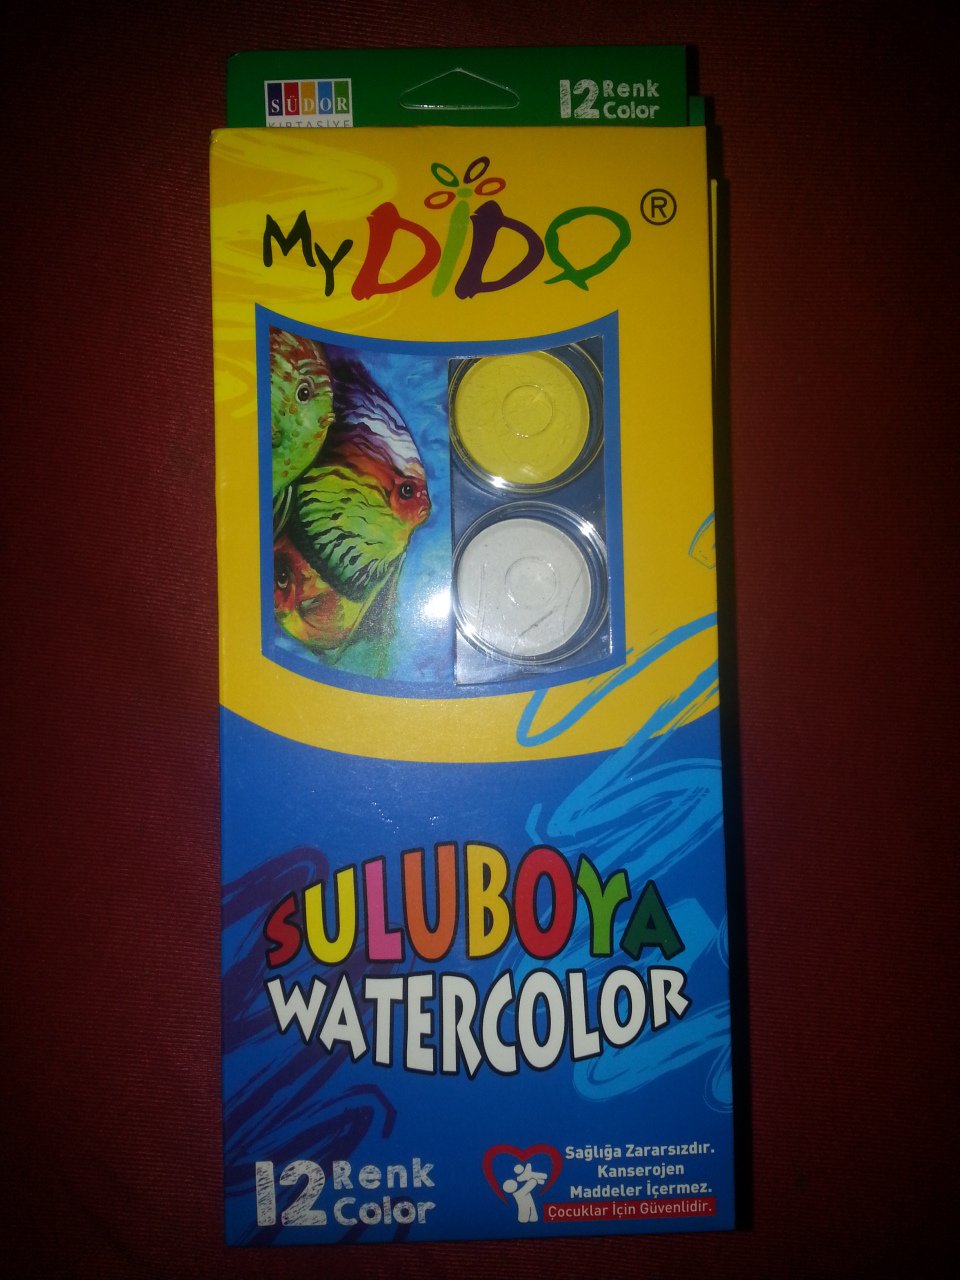 SÜDOR
KIRTASİYE
12 Renk
Color
My DiDO ®
SULUBOYA
WATERCOLOR
12 Renk
Color
Sağlığa Zararsızdır.
Kanserojen
Maddeler İçermez.
Çocuklar İçin Güvenlidir.